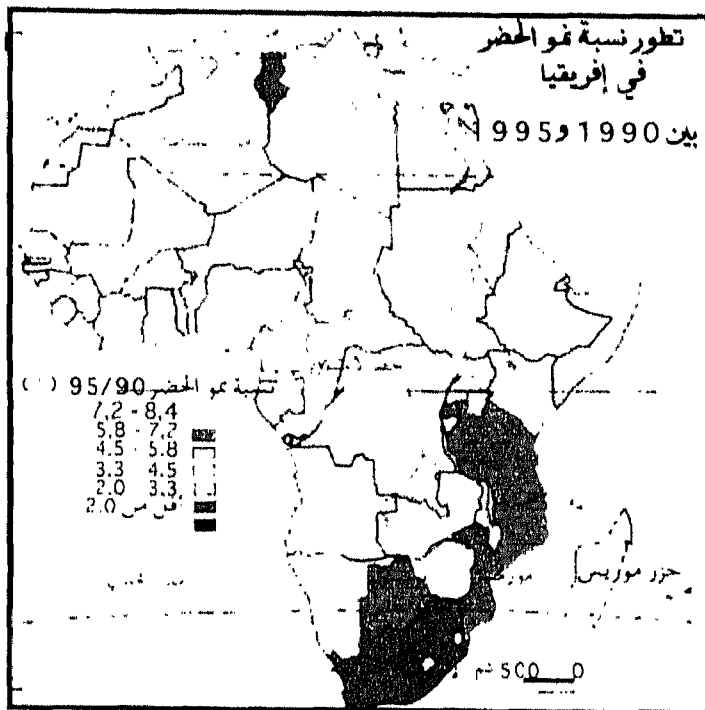 تطور نسبة نمو الحضر
في إفريقيا
بين 1990 و1995
نسبة نمو الحضر 95/90
7.2 - 8.4
5.8 - 7.2
4.5 - 5.8
3.3 4.5
2.0 3.3
أقل من 2.0
جزر موريس
500 0